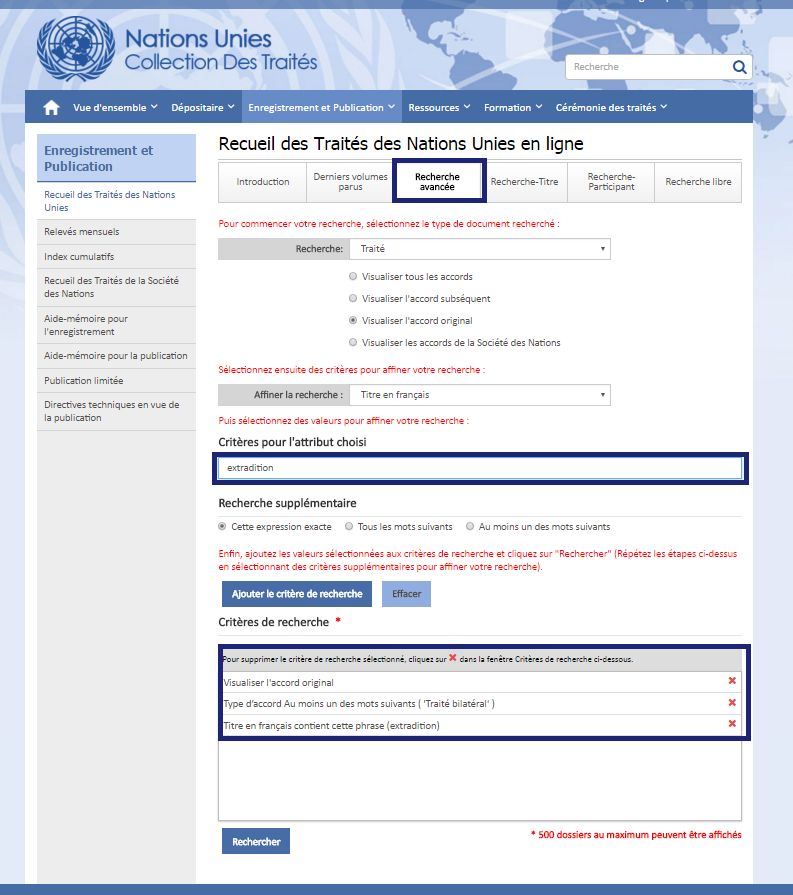 Nations Unies
Collection Des Traités
Recherche
Vue d'ensemble
Dépositaire
Enregistrement et Publication
Ressources
Formation
Cérémonie des traités
Enregistrement et
Publication
Recueil des Traités des Nations
Unies
Relevés mensuels
Index cumulatifs
Recueil des Traités de la Société
des Nations
Aide-mémoire pour
l'enregistrement
Aide-mémoire pour la publication
Publication limitée
Directives techniques en vue de
la publication
Recueil des Traités des Nations Unies en ligne
Introduction
Derniers volumes
parus
Recherche
avancée
Recherche-Titre
Recherche-
Participant
Recherche libre
Pour commencer votre recherche, sélectionnez le type de document recherché :
Recherche: Traité
Visualiser tous les accords
Visualiser l'accord subséquent
Visualiser l'accord original
Visualiser les accords de la Société des Nations
Sélectionnez ensuite des critères pour affiner votre recherche :
Affiner la recherche : Titre en français
Puis sélectionnez des valeurs pour affiner votre recherche :
Critères pour l'attribut choisi
extradition
Recherche supplémentaire
Cette expression exacte Tous les mots suivants Au moins un des mots suivants
Enfin, ajoutez les valeurs sélectionnées aux critères de recherche et cliquez sur "Rechercher" (Répétez les étapes ci-dessus
en sélectionnant des critères supplémentaires pour affiner votre recherche).
Ajouter le critère de recherche Effacer
Critères de recherche *
Pour supprimer le critère de recherche sélectionné, cliquez sur ✖ dans la fenêtre Critères de recherche ci-dessous.
Visualiser l'accord original ✖
Type d'accord Au moins un des mots suivants ( 'Traité bilatéral' ) ✖
Titre en français contient cette phrase (extradition) ✖
* 500 dossiers au maximum peuvent être affichés
Rechercher